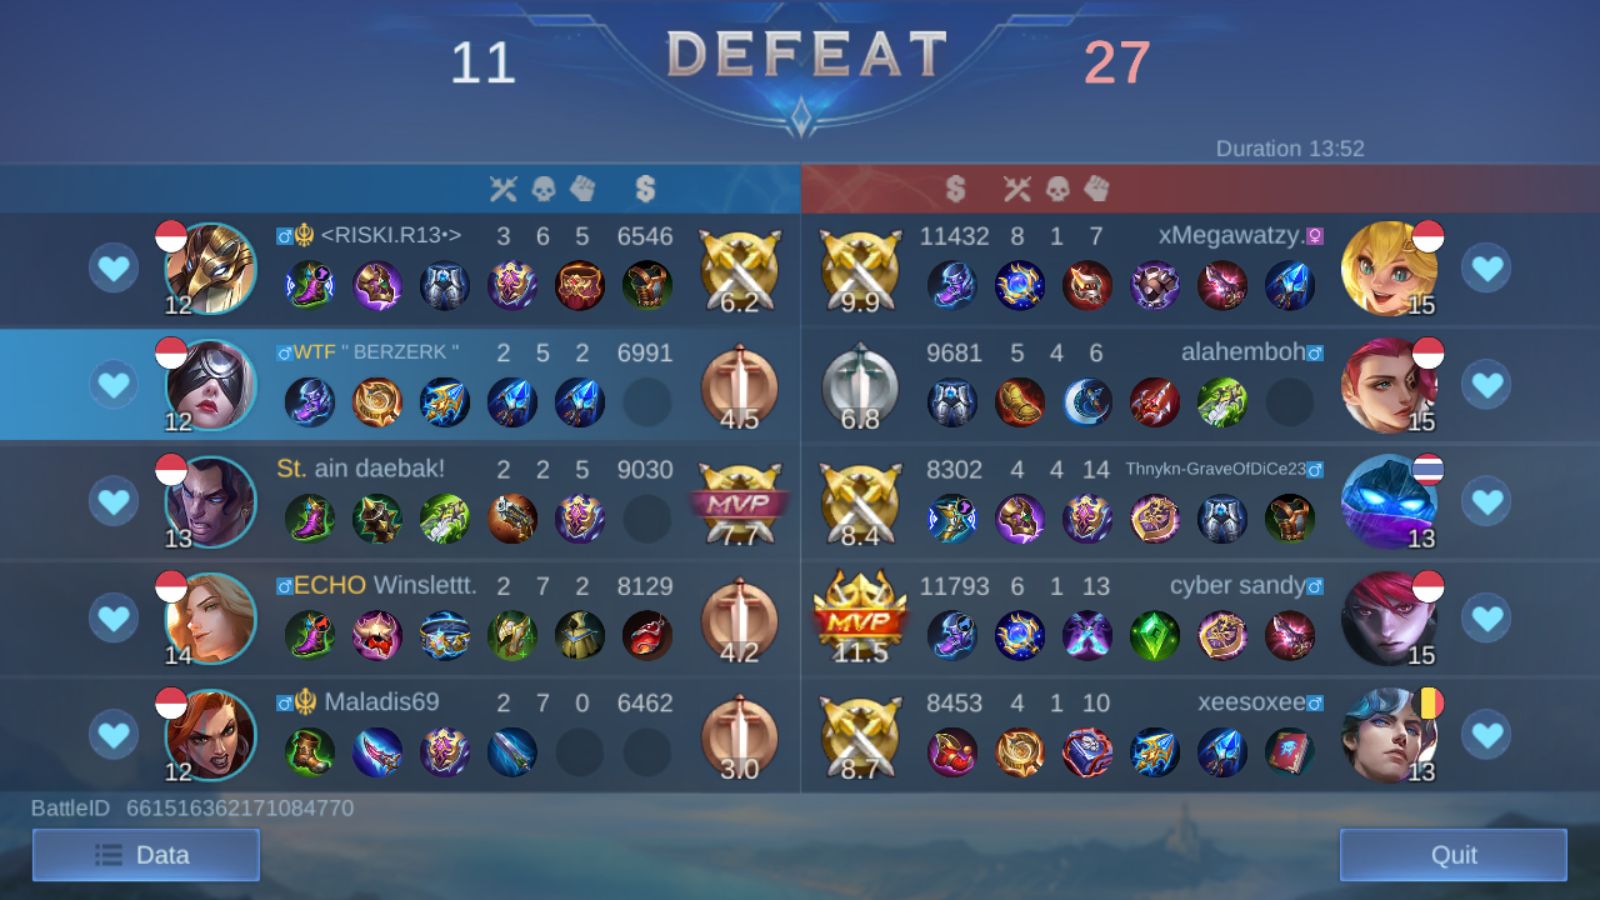 11 DEFEAT 27
Duration 13:52
<RISKI.R13•> 3 6 5 6546
12 6.2
11432 8 1 7 xMegawatzy.
9.9 15
WTF " BERZERK " 2 5 2 6991
12 4.5
9681 5 4 6 alahemboh
6.8 15
St. ain daebak! 2 2 5 9030
MVP
13 7.7
8302 4 4 14 Thnykn-GraveOfDiCe23
8.4 13
ECHO Winslettt. 2 7 2 8129
14 4.2
11793 6 1 13 cyber sandy
MVP
11.5 15
Maladis69 2 7 0 6462
12 3.0
8453 4 1 10 xeesoxee
8.7 13
BattleID 661516362171084770
Data
Quit